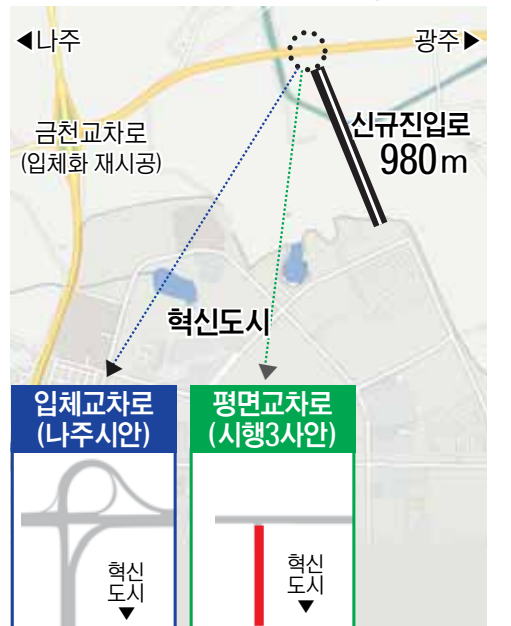 ◀나주
광주▶
금천교차로
(입체화 재시공)
신규진입로
980m
혁신도시
입체교차로
(나주시안)
평면교차로
(시행3사안)
혁신
도시
▼
혁신
도시
▼